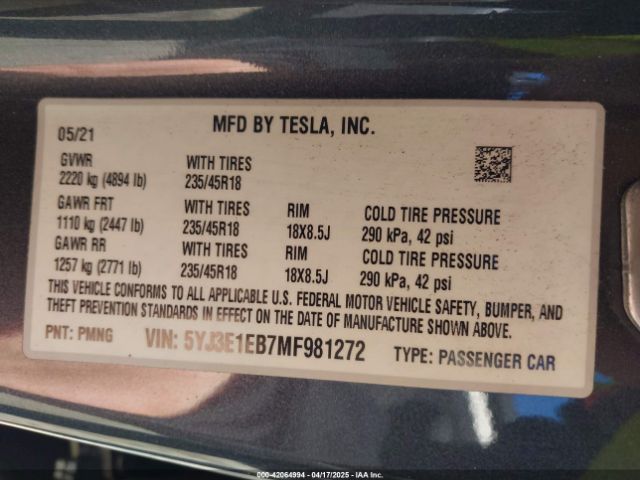 MFD BY TESLA, INC.
05/21
GVWR WITH TIRES
2220 kg (4894 lb) 235/45R18
GAWR FRT WITH TIRES RIM COLD TIRE PRESSURE
1110 kg (2447 lb) 235/45R18 18X8.5J 290 kPa, 42 psi
GAWR RR WITH TIRES RIM COLD TIRE PRESSURE
1257 kg (2771 lb) 235/45R18 18X8.5J 290 kPa, 42 psi
THIS VEHICLE CONFORMS TO ALL APPLICABLE U.S. FEDERAL MOTOR VEHICLE SAFETY, BUMPER, AND
THEFT PREVENTION STANDARDS IN EFFECT ON THE DATE OF MANUFACTURE SHOWN ABOVE.
PNT: PMNG VIN: 5YJ3E1EB7MF981272 TYPE: PASSENGER CAR
000-42064994 - 04/17/2025 - IAA Inc.